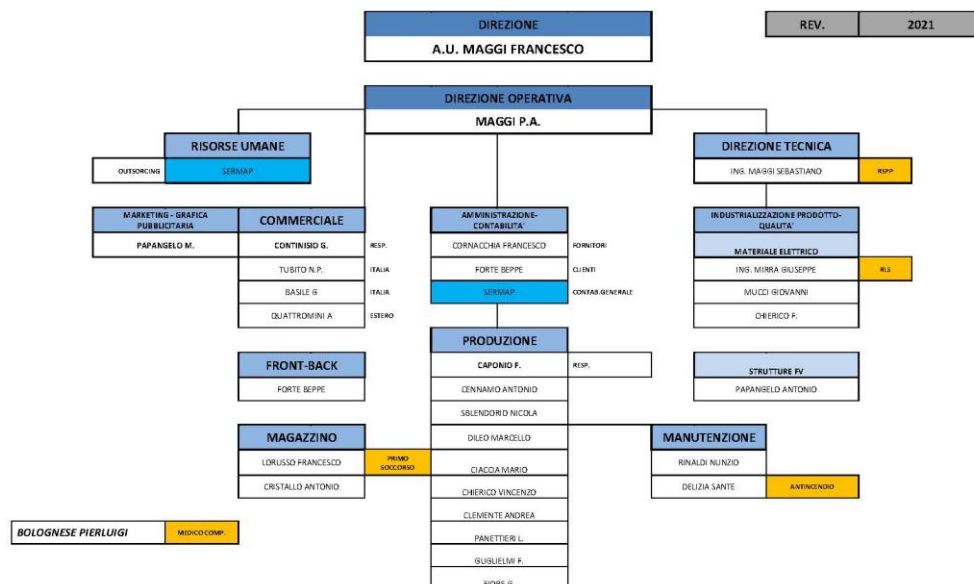 DIREZIONE
A.U. MAGGI FRANCESCO
REV. 2021
DIREZIONE OPERATIVA
MAGGI P.A.
RISORSE UMANE
OUTSORCING SERMAP
DIREZIONE TECNICA
ING. MAGGI SEBASTIANO RSPP
MARKETING - GRAFICA
PUBBLICITARIA
PAPANGELO M.
COMMERCIALE
CONTINISIO G. RESP.
TUBITO N.P. ITALIA
BASILE G ITALIA
QUATTROMINI A ESTERO
AMMINISTRAZIONE-
CONTABILITA'
CORNACCHIA FRANCESCO FORNITORI
FORTE BEPPE CLIENTI
SERMAP CONTAB.GENERALE
INDUSTRIALIZZAZIONE PRODOTTO-
QUALITA'
MATERIALE ELETTRICO
ING. MIRRA GIUSEPPE RLS
MUCCI GIOVANNI
CHIERICO F.
STRUTTURE FV
PAPANGELO ANTONIO
FRONT-BACK
FORTE BEPPE
PRODUZIONE
CAPONIO F. RESP.
CENNAMO ANTONIO
SBLENDORIO NICOLA
DILEO MARCELLO
CIACCIA MARIO
CHIERICO VINCENZO
CLEMENTE ANDREA
PANETTIERI L.
GUGLIELMI F.
FIORE G.
MAGAZZINO
LORUSSO FRANCESCO PRIMO
SOCCORSO
CRISTALLO ANTONIO
MANUTENZIONE
RINALDI NUNZIO
DELIZIA SANTE ANTINCENDIO
BOLOGNESE PIERLUIGI MEDICO COMP.